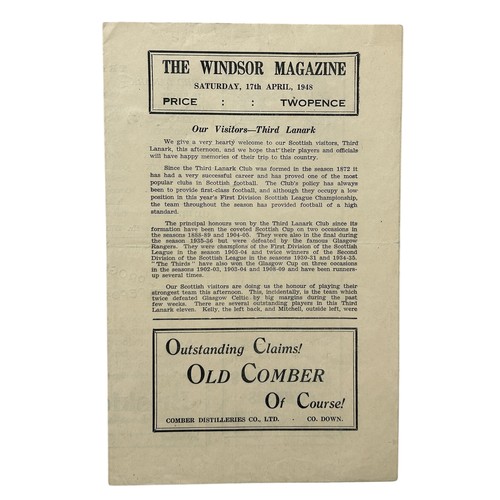 THE WINDSOR MAGAZINE
SATURDAY, 17th APRIL, 1948
PRICE : : TWOPENCE
Our Visitors—Third Lanark
We give a very hearty welcome to our Scottish visitors, Third
Lanark, this afternoon, and we hope that their players and officials
will have happy memories of their trip to this country.
Since the Third Lanark Club was formed in the season 1872 it
has had a very successful career and has proved one of the most
popular clubs in Scottish football. The Club's policy has always
been to provide first-class football, and although they occupy a low
position in this year's First Division Scottish League Championship,
the team throughout the season has provided football of a high
standard.
The principal honours won by the Third Lanark Club since its
formation have been the coveted Scottish Cup on two occasions
in the seasons 1888-89 and 1904-05. They were also in the final during
the season 1935-36 but were defeated by the famous Glasgow
Rangers. They were champions of the First Division of the Scottish
League in the season 1903-04 and twice winners of the Second
Division of the Scottish League in the seasons 1930-31 and 1934-35.
"The Thirds" have also won the Glasgow Cup on three occasions
in the seasons 1902-03, 1903-04 and 1908-09 and have been runners-
up several times.
Our Scottish visitors are doing us the honour of playing their
strongest team this afternoon. This, incidentally, is the team which
twice defeated Glasgow Celtic by big margins during the past
few weeks. There are several outstanding players in this Third
Lanark eleven. Kelly, the left back, and Mitchell, outside left, were
Outstanding Claims!
OLD COMBER
Of Course!
COMBER DISTILLERIES CO., LTD. · CO. DOWN.